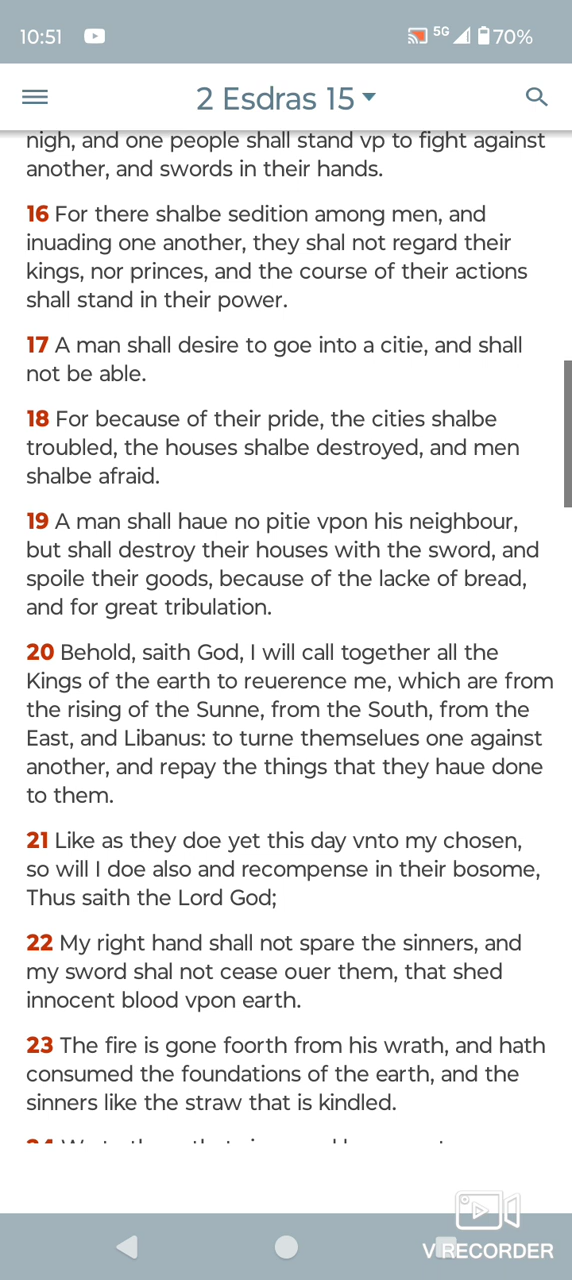 10:51
5G
70%
2 Esdras 15
nigh, and one people shall stand vp to fight against
another, and swords in their hands.
16 For there shalbe sedition among men, and
inuading one another, they shal not regard their
kings, nor princes, and the course of their actions
shall stand in their power.
17 A man shall desire to goe into a citie, and shall
not be able.
18 For because of their pride, the cities shalbe
troubled, the houses shalbe destroyed, and men
shalbe afraid.
19 A man shall haue no pitie vpon his neighbour,
but shall destroy their houses with the sword, and
spoile their goods, because of the lacke of bread,
and for great tribulation.
20 Behold, saith God, I will call together all the
Kings of the earth to reuerence me, which are from
the rising of the Sunne, from the South, from the
East, and Libanus: to turne themselues one against
another, and repay the things that they haue done
to them.
21 Like as they doe yet this day vnto my chosen,
so will I doe also and recompense in their bosome,
Thus saith the Lord God;
22 My right hand shall not spare the sinners, and
my sword shal not cease ouer them, that shed
innocent blood vpon earth.
23 The fire is gone foorth from his wrath, and hath
consumed the foundations of the earth, and the
sinners like the straw that is kindled.
V RECORDER